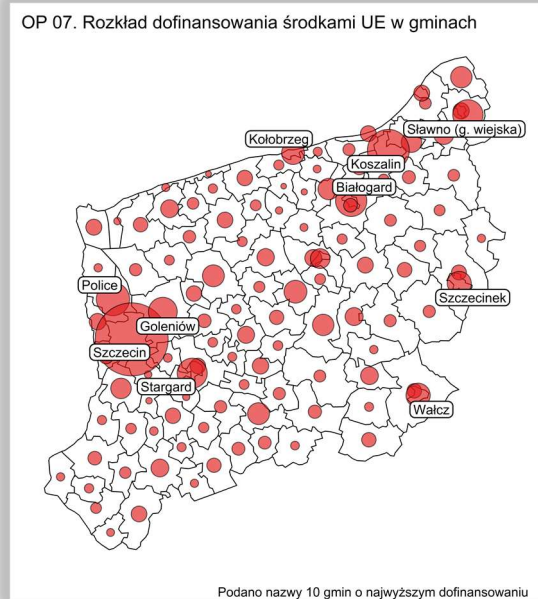 OP 07. Rozkład dofinansowania środkami UE w gminach
Sławno (g. wiejska)
Kołobrzeg
Koszalin
Białogard
Police
Szczecinek
Goleniów
Szczecin
Stargard
Wałcz
Podano nazwy 10 gmin o najwyższym dofinansowaniu